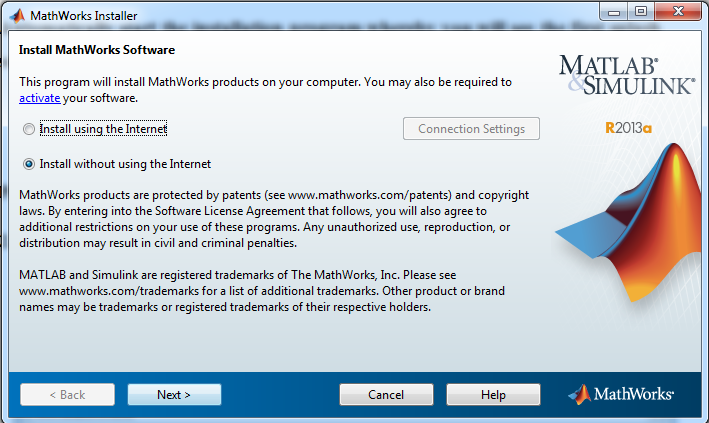 MathWorks Installer
Install MathWorks Software
This program will install MathWorks products on your computer. You may also be required to
activate your software.
MATLAB®
&SIMULINK®
R2013a
Install using the Internet
Connection Settings
Install without using the Internet
MathWorks products are protected by patents (see www.mathworks.com/patents) and copyright
laws. By entering into the Software License Agreement that follows, you will also agree to
additional restrictions on your use of these programs. Any unauthorized use, reproduction, or
distribution may result in civil and criminal penalties.
MATLAB and Simulink are registered trademarks of The MathWorks, Inc. Please see
www.mathworks.com/trademarks for a list of additional trademarks. Other product or brand
names may be trademarks or registered trademarks of their respective holders.
< Back
Next >
Cancel
Help
MathWorks®